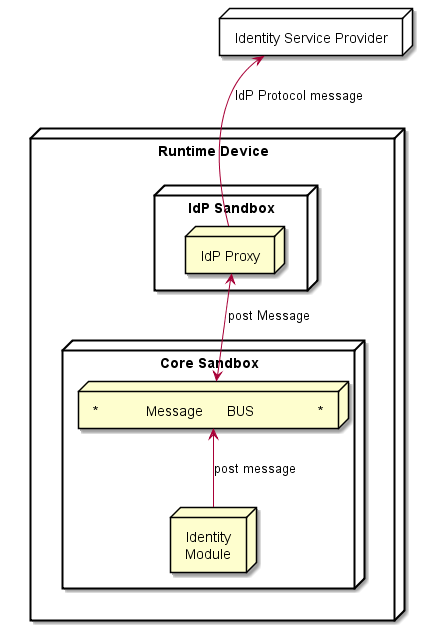 Identity Service Provider
IdP Protocol message
Runtime Device
IdP Sandbox
IdP Proxy
post Message
Core Sandbox
* Message BUS *
post message
Identity
Module